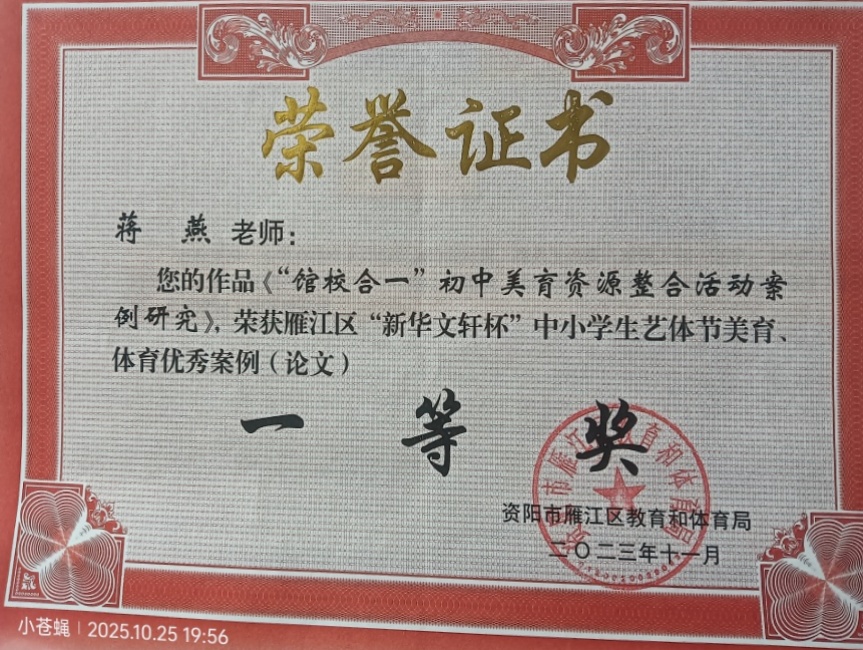 荣誉证书
蒋 燕 老师：
您的作品《“馆校合一”初中美育资源整合活动案
例研究》，荣获雁江区“新华文轩杯”中小学生艺体节美育、
体育优秀案例（论文）
一 等 奖
资阳市雁江区教育和体育局
二〇二三年十一月
小苍蝇 | 2025.10.25 19:56